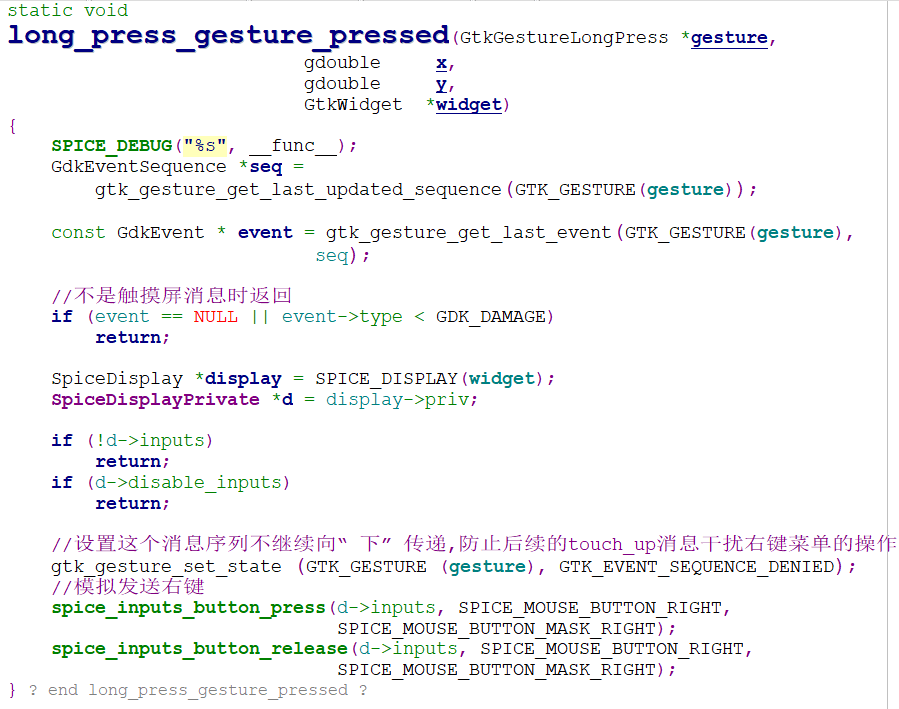 static void
long_press_gesture_pressed(GtkGestureLongPress *gesture,
gdouble x,
gdouble y,
GtkWidget *widget)
{
SPICE_DEBUG("%s", __func__);
GdkEventSequence *seq =
gtk_gesture_get_last_updated_sequence(GTK_GESTURE(gesture));
const GdkEvent * event = gtk_gesture_get_last_event(GTK_GESTURE(gesture),
seq);
//不是触摸屏消息时返回
if (event == NULL || event->type < GDK_DAMAGE)
return;
SpiceDisplay *display = SPICE_DISPLAY(widget);
SpiceDisplayPrivate *d = display->priv;
if (!d->inputs)
return;
if (d->disable_inputs)
return;
//设置这个消息序列不继续向“ 下” 传递,防止后续的touch_up消息干扰右键菜单的操作
gtk_gesture_set_state (GTK_GESTURE (gesture), GTK_EVENT_SEQUENCE_DENIED);
//模拟发送右键
spice_inputs_button_press(d->inputs, SPICE_MOUSE_BUTTON_RIGHT,
SPICE_MOUSE_BUTTON_MASK_RIGHT);
spice_inputs_button_release(d->inputs, SPICE_MOUSE_BUTTON_RIGHT,
SPICE_MOUSE_BUTTON_MASK_RIGHT);
} ? end long_press_gesture_pressed ?